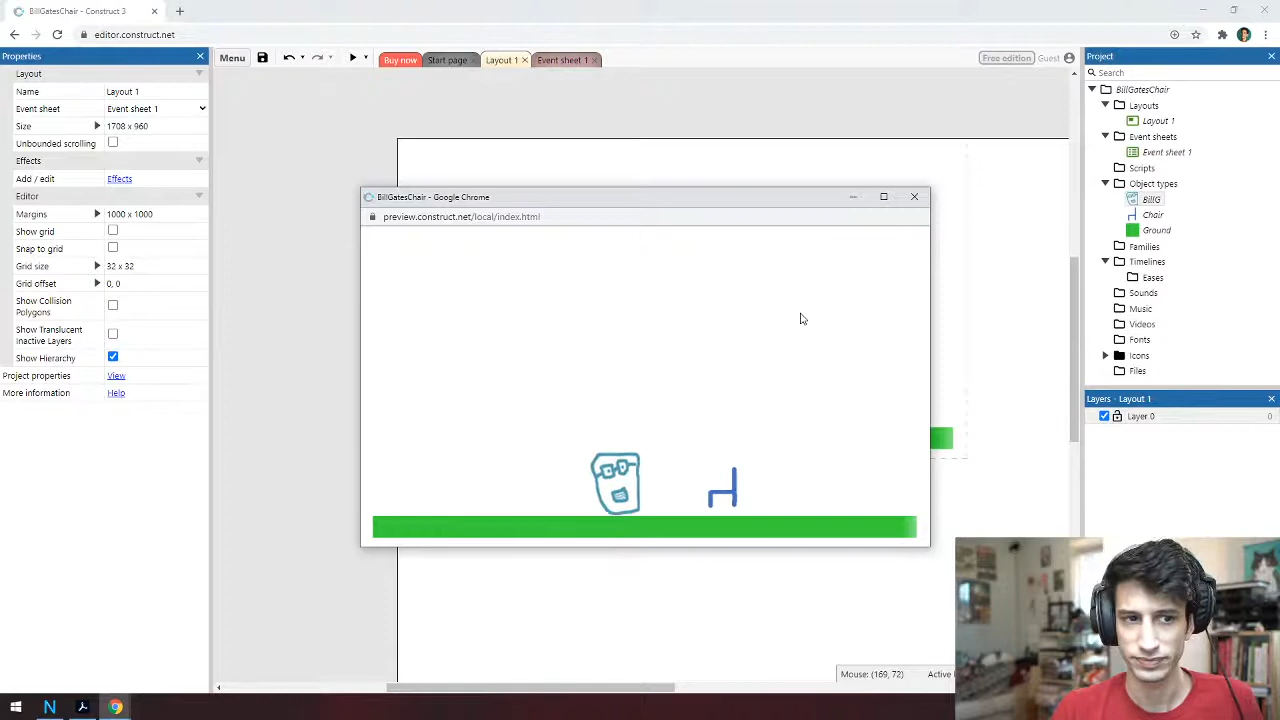 BillGatesChair - Construct 3
editor.construct.net
Properties
Menu
Buy now
Start page
Layout 1
Event sheet 1
Free edition
Guest
Project
Layout
Name
Layout 1
Event sheet
Event sheet 1
Size
1708 x 960
Unbounded scrolling
Effects
Add / edit
Effects
Editor
Margins
1000 x 1000
Show grid
Snap to grid
Grid size
32 x 32
Grid offset
0, 0
Show Collision
Polygons
Show Translucent
Inactive Layers
Show Hierarchy
Project properties
View
More information
Help
BillGatesChair - Google Chrome
preview.construct.net/local/index.html
Mouse: (169, 72)
Active
Search
BillGatesChair
Layouts
Layout 1
Event sheets
Event sheet 1
Scripts
Object types
BillG
Chair
Ground
Families
Timelines
Eases
Sounds
Music
Videos
Fonts
Icons
Files
Layers - Layout 1
Layer 0
0